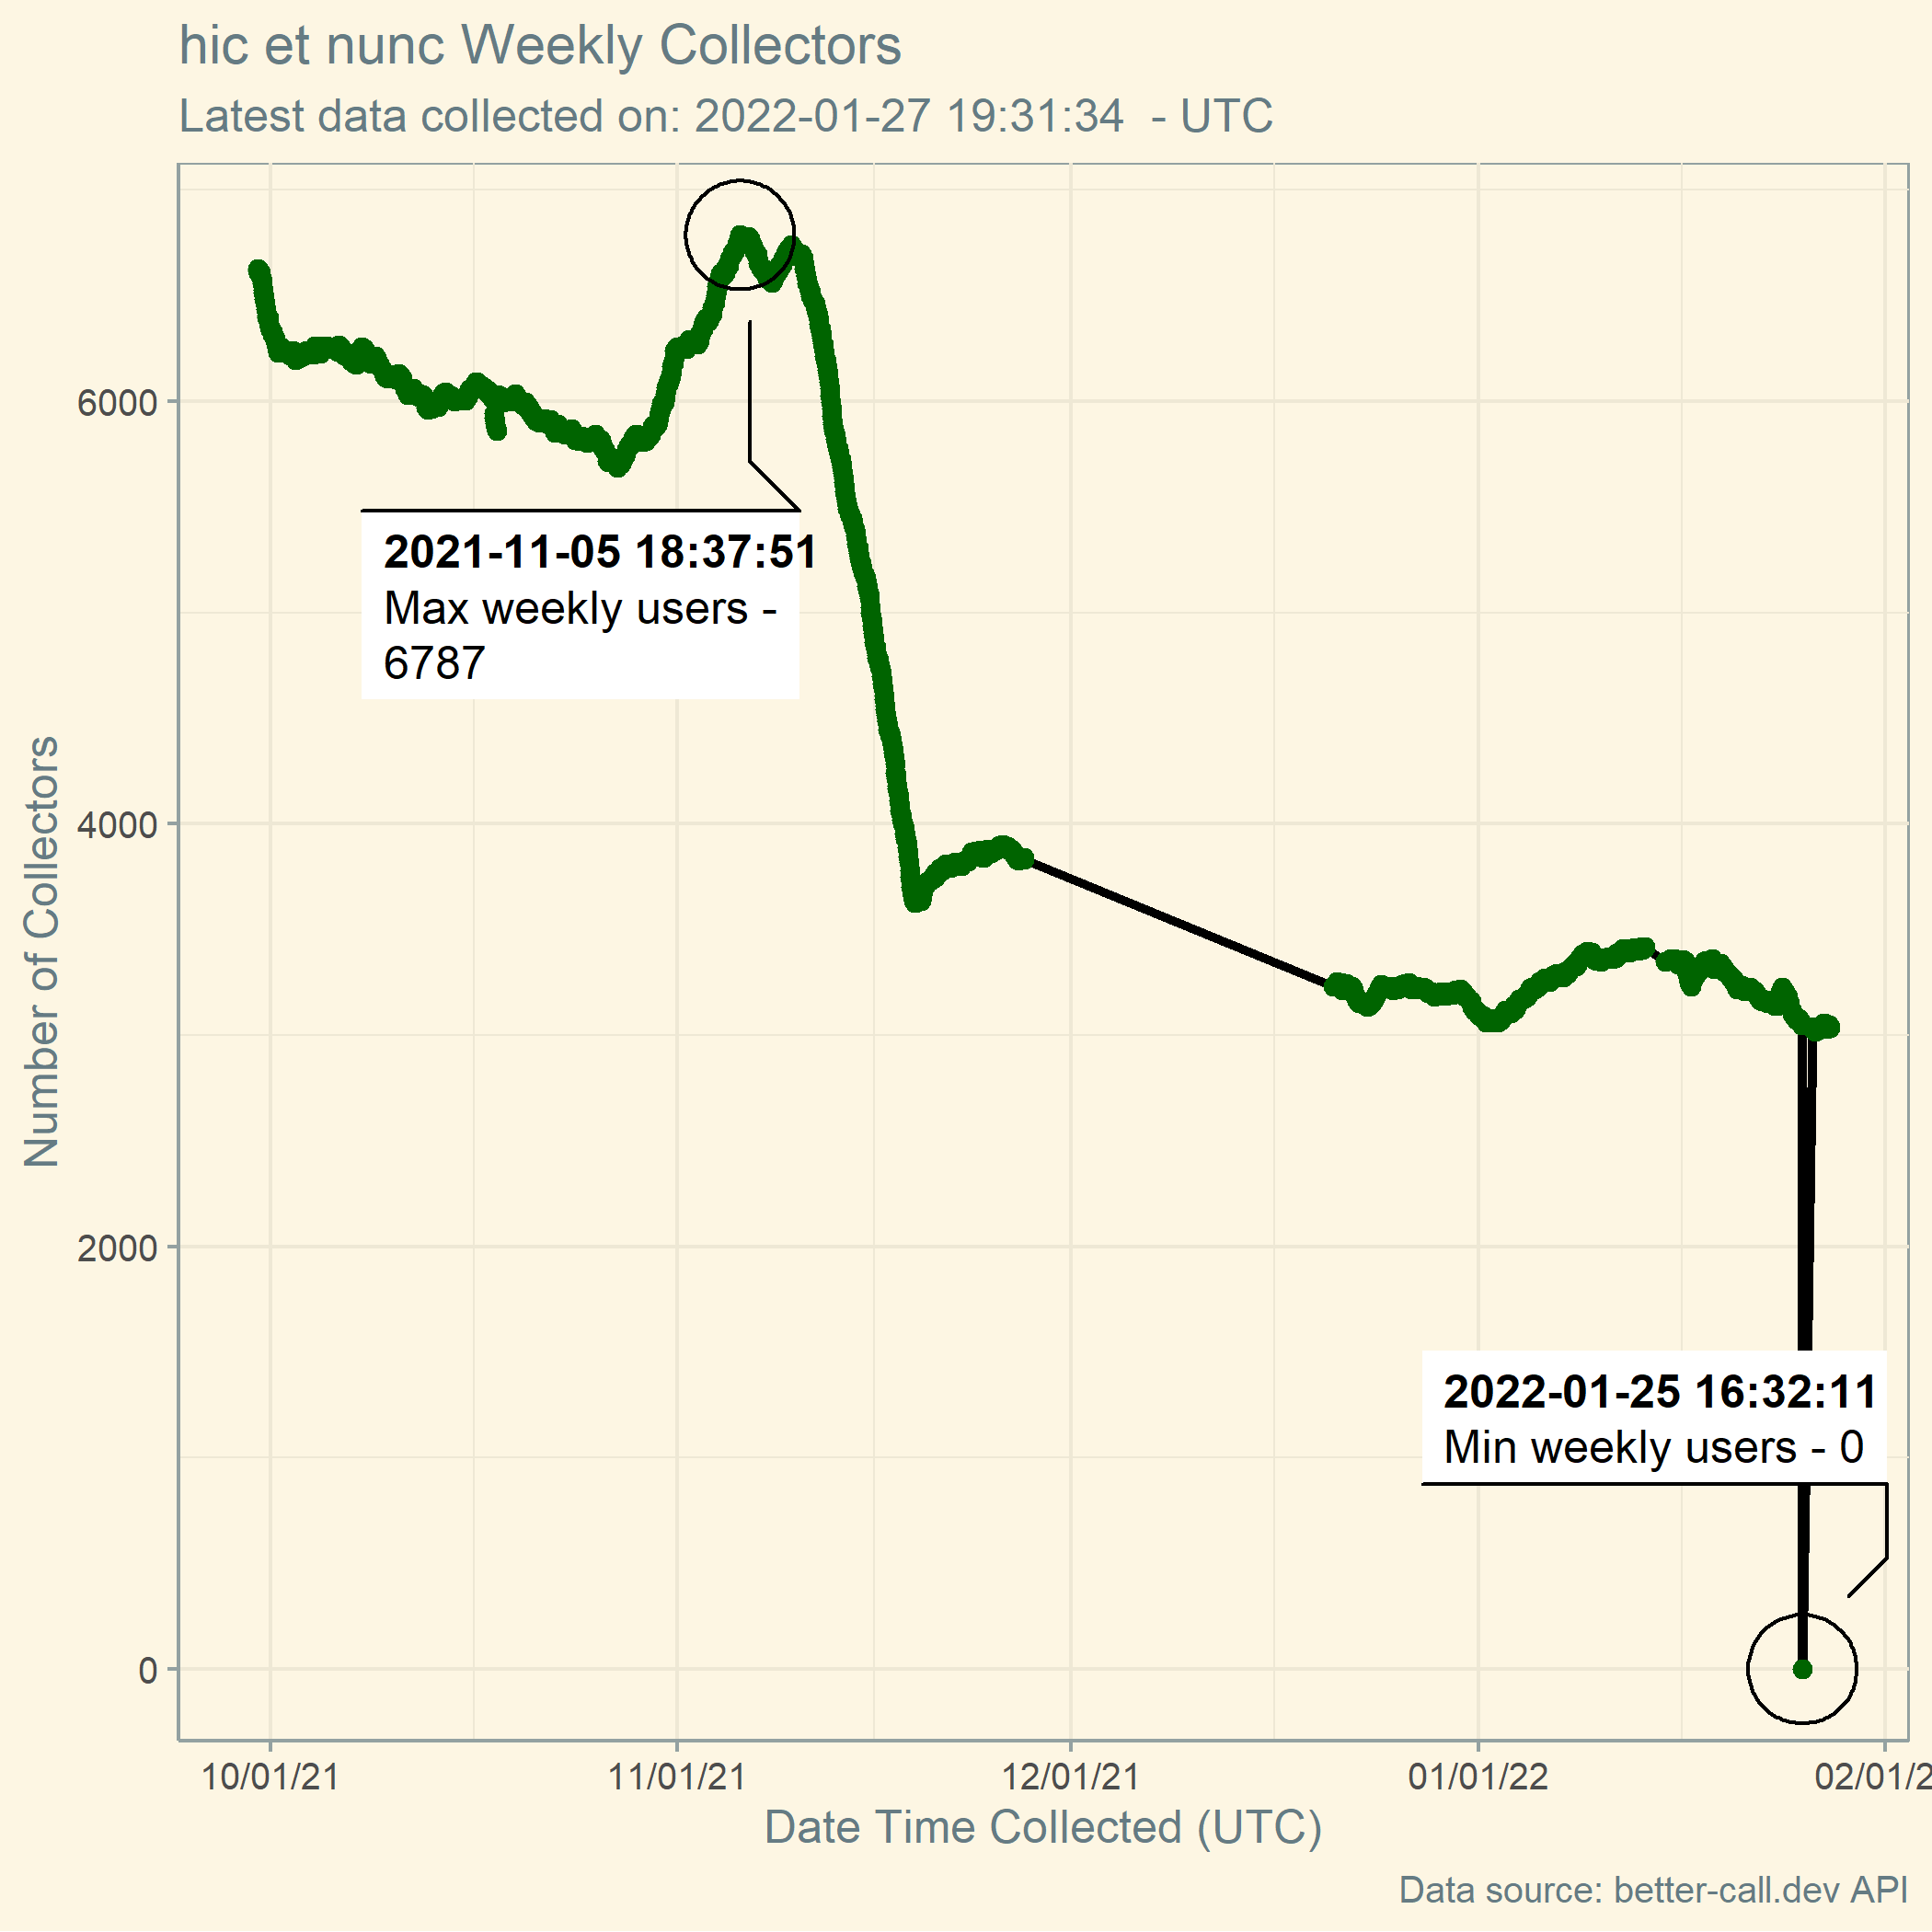 hic et nunc Weekly Collectors
Latest data collected on: 2022-01-27 19:31:34  - UTC
Number of Collectors
6000
4000
2000
0
2021-11-05 18:37:51
Max weekly users -
6787
2022-01-25 16:32:11
Min weekly users - 0
10/01/21 11/01/21 12/01/21 01/01/22 02/01/2
Date Time Collected (UTC)
Data source: better-call.dev API